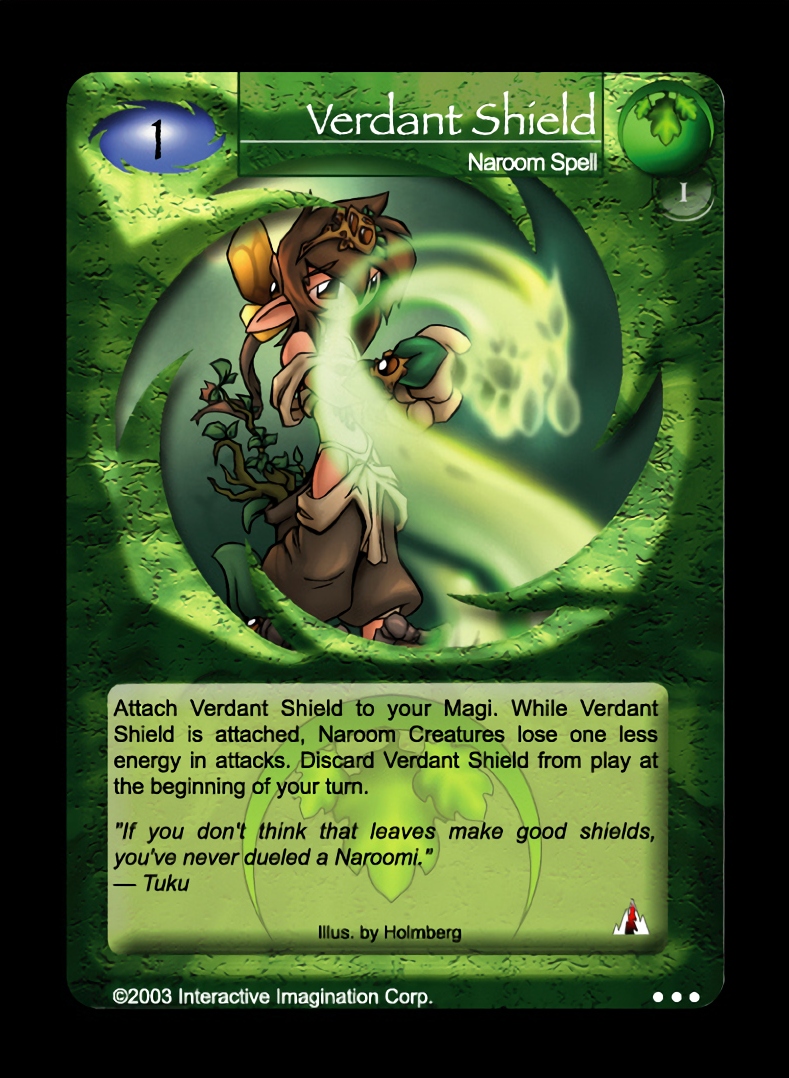 1
Verdant Shield
Naroom Spell
I
Attach Verdant Shield to your Magi. While Verdant
Shield is attached, Naroom Creatures lose one less
energy in attacks. Discard Verdant Shield from play at
the beginning of your turn.
"If you don't think that leaves make good shields,
you've never dueled a Naroomi."
— Tuku
Illus. by Holmberg
©2003 Interactive Imagination Corp.